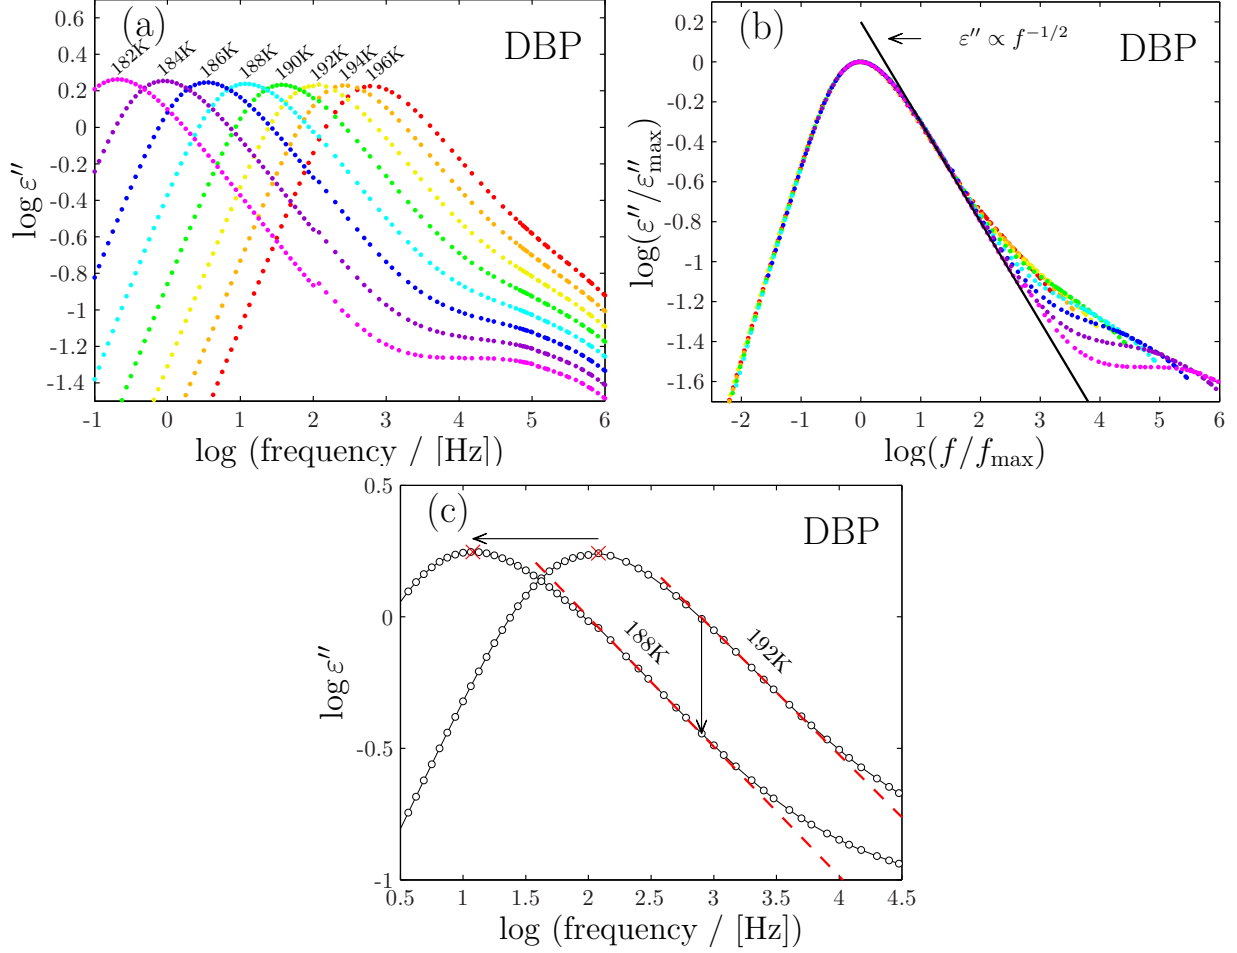 (a)
DBP
182K
184K
186K
188K
190K
192K
194K
196K
0.6
0.4
0.2
0
-0.2
-0.4
-0.6
-0.8
-1
-1.2
-1.4
log ε″
-1 0 1 2 3 4 5 6
log (frequency / [Hz])
(b)
ε″ ∝ f^{-1/2}
DBP
0.2
0
-0.2
-0.4
-0.6
-0.8
-1
-1.2
-1.4
-1.6
log(ε″/ε″max)
-2 -1 0 1 2 3 4 5 6
log(f/fmax)
(c)
DBP
188K
192K
0.5
0
-0.5
-1
log ε″
0.5 1 1.5 2 2.5 3 3.5 4 4.5
log (frequency / [Hz])